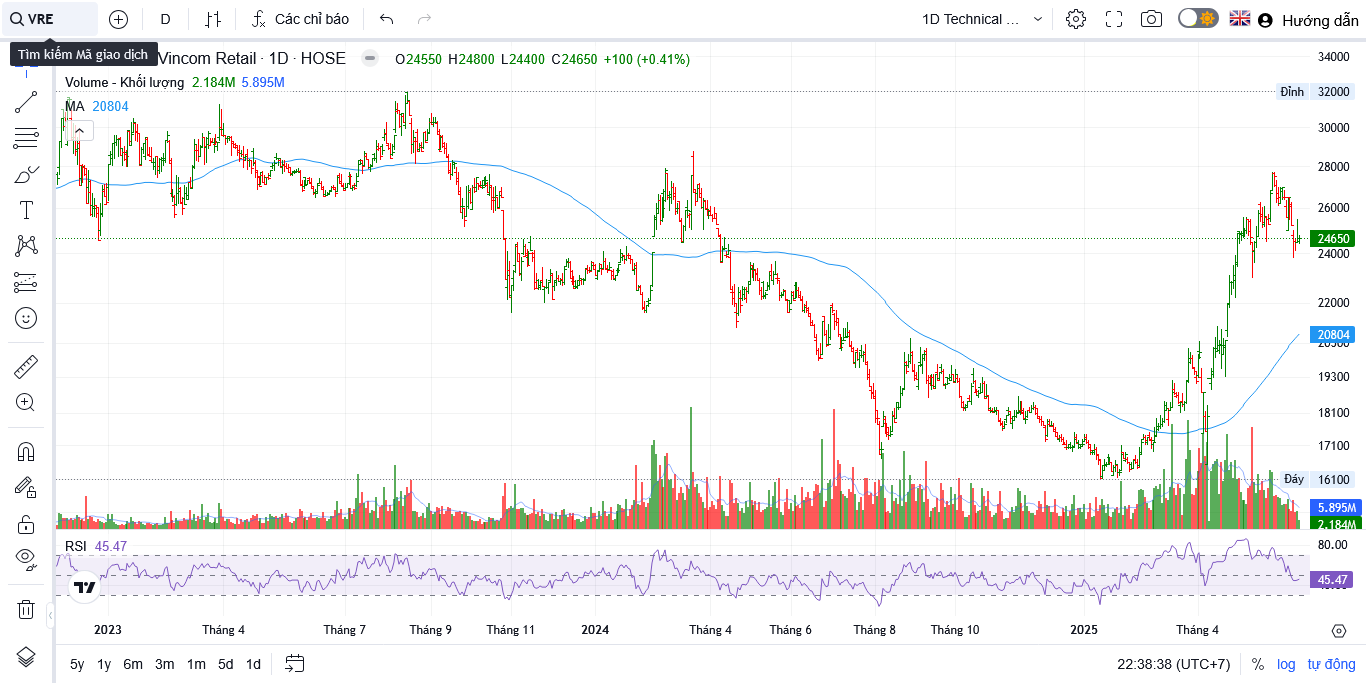 VRE
D
Các chỉ báo
1D Technical ...
Hướng dẫn
Tìm kiếm Mã giao dịch
Vincom Retail · 1D · HOSE
O24550 H24800 L24400 C24650 +100 (+0.41%)
Volume - Khối lượng 2.184M 5.895M
MA 20804
34000
Đỉnh 32000
30000
28000
26000
24650
24000
22000
20804
19300
18100
17100
Đáy 16100
5.895M
2.184M
RSI 45.47
80.00
45.47
2023 Tháng 4 Tháng 7 Tháng 9 Tháng 11 2024 Tháng 4 Tháng 6 Tháng 8 Tháng 10 2025 Tháng 4
5y 1y 6m 3m 1m 5d 1d
22:38:38 (UTC+7) % log tự động